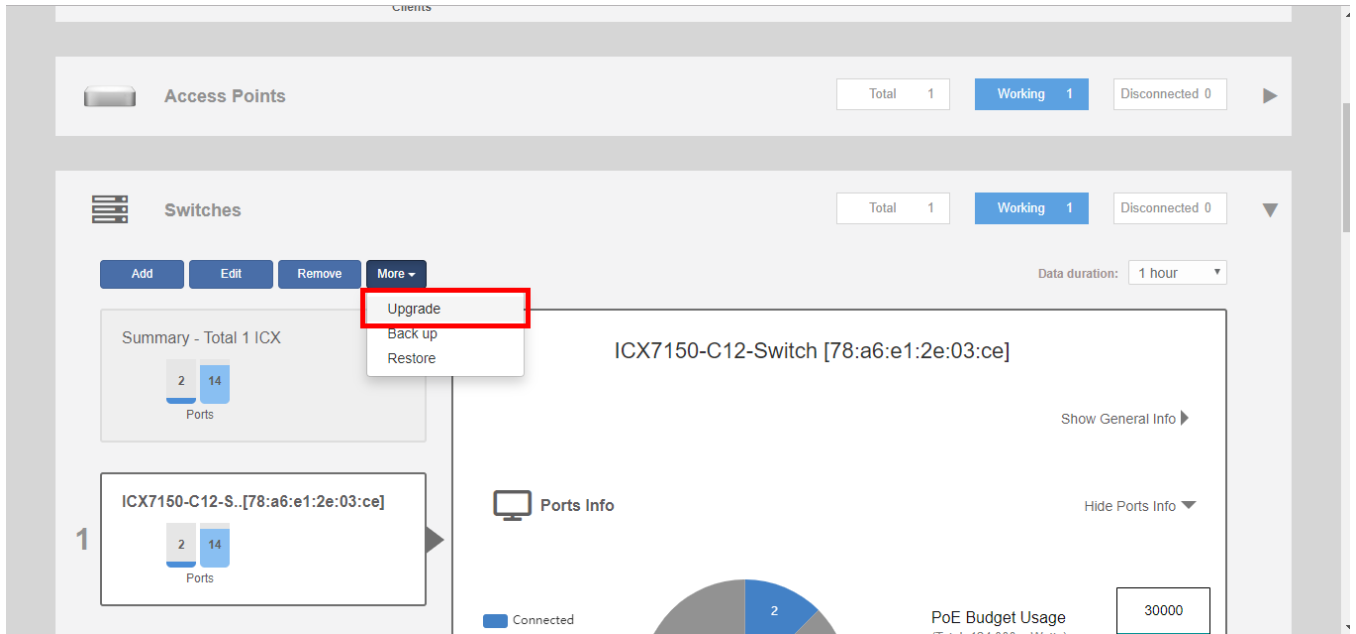 Clients
Access Points
Total 1
Working 1
Disconnected 0
Switches
Total 1
Working 1
Disconnected 0
Add
Edit
Remove
More
Data duration:
1 hour
Upgrade
Back up
Restore
Summary - Total 1 ICX
2
14
Ports
ICX7150-C12-Switch [78:a6:e1:2e:03:ce]
Show General Info
1
ICX7150-C12-S..[78:a6:e1:2e:03:ce]
2
14
Ports
Ports Info
Hide Ports Info
Connected
2
PoE Budget Usage
30000